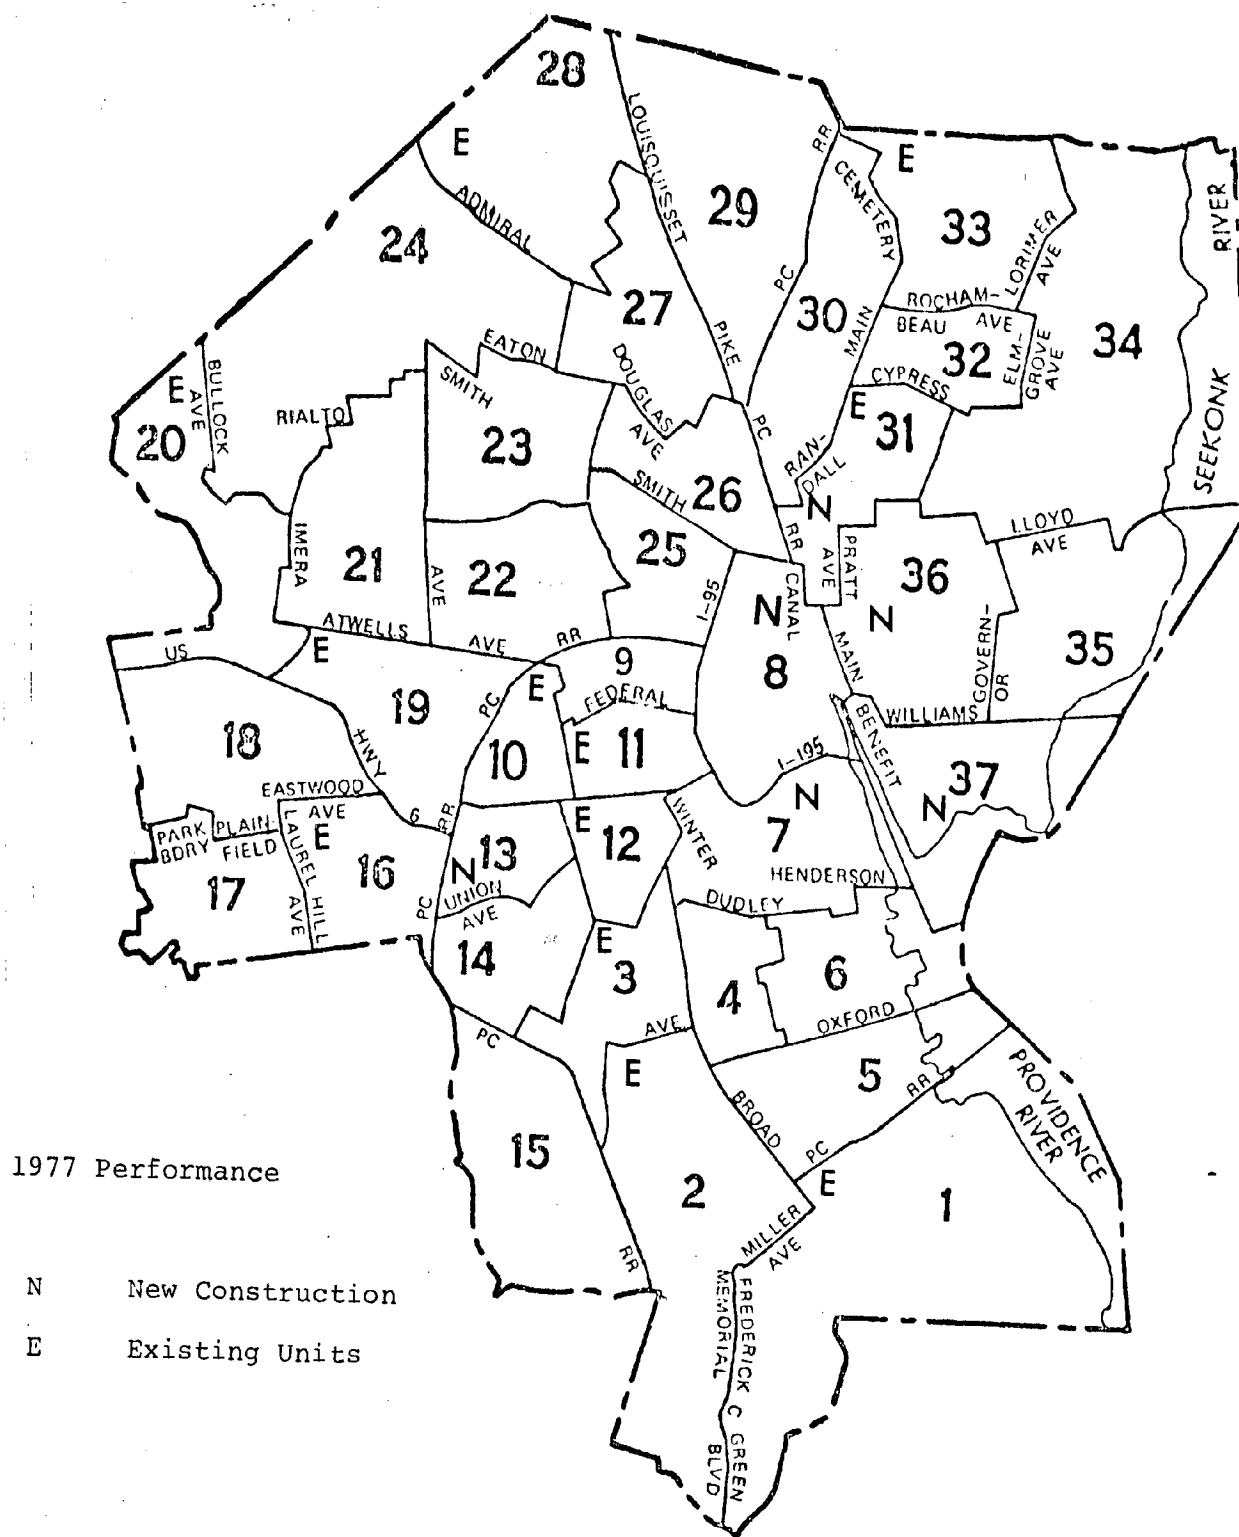 28
E
LOUISQUISSET
PIKE
RR
CEMETERY
E
ADMIRAL
29
24
33
LORIMER
AVE
RIVER
27
PC
30
MAIN
ROCHAM-
BEAU AVE
EATON
DOUGLAS
AVE
32
ELM-
GROVE
AVE
34
E
BULLOCK
AVE
SMITH
CYPRESS
RIALTO
E
31
SEEKONK
20
23
PC
RAN-
DALL
SMITH
26
N
IMERA
25
RR
LLOYD
AVE
21
AVE
22
PRATT
AVE
36
I-95
CANAL
N
N
ATWELLS
AVE
RR
MAIN
GOVERN-
OR
35
US
E
9
8
E
FEDERAL
19
PC
WILLIAMS
BENEFIT
18
HWY
10
E
11
I-195
37
EASTWOOD
AVE
6
RR
N
N
PARK
BDRY
PLAIN-
FIELD
LAUREL HILL
AVE
E
E
12
WINTER
7
13
16
N
HENDERSON
17
PC
UNION
AVE
DUDLEY
14
E
3
4
6
PC
AVE
OXFORD
E
5
RR
PROVIDENCE
RIVER
BROAD
15
PC
1977 Performance
2
E
1
MILLER
AVE
RR
N New Construction
E Existing Units
FREDERICK C GREEN
MEMORIAL
BLVD